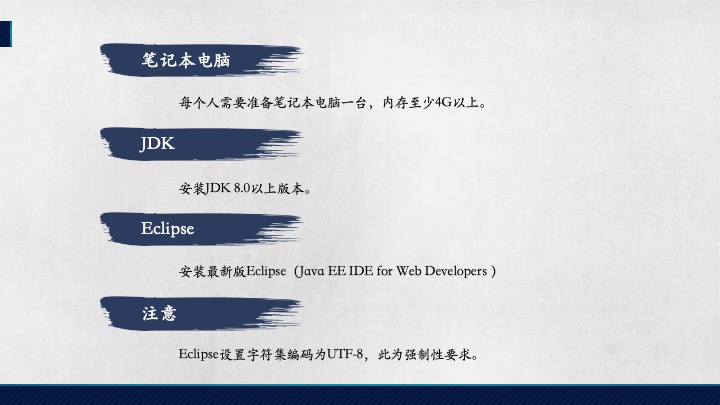 笔记本电脑
每个人需要准备笔记本电脑一台，内存至少4G以上。
JDK
安装JDK 8.0以上版本。
Eclipse
安装最新版Eclipse（Java EE IDE for Web Developers ）
注意
Eclipse设置字符集编码为UTF-8，此为强制性要求。